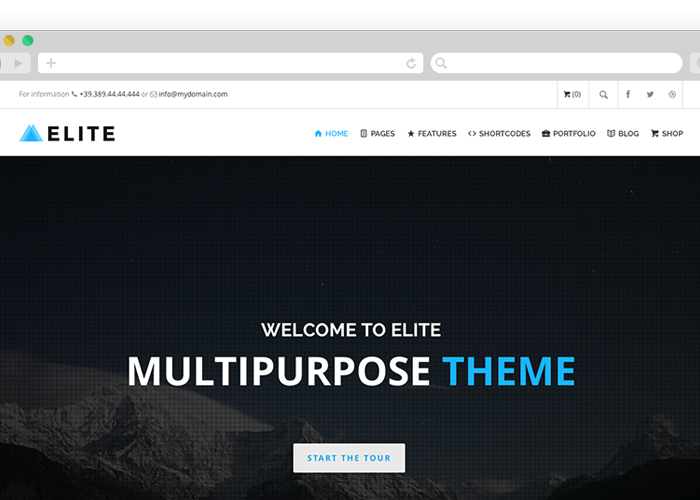 For information +39.389.44.44.444 or info@mydomain.com (0)
ELITE HOME PAGES FEATURES SHORTCODES PORTFOLIO BLOG SHOP
WELCOME TO ELITE
MULTIPURPOSE THEME
START THE TOUR